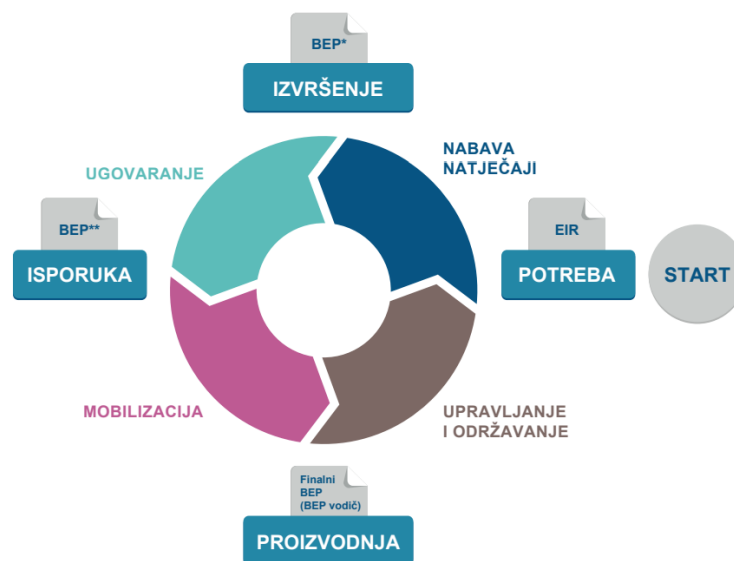 BEP*
IZVRŠENJE
UGOVARANJE
NABAVA
NATJEČAJI
BEP**
ISPORUKA
EIR
POTREBA
START
MOBILIZACIJA
UPRAVLJANJE
I ODRŽAVANJE
Finalni
BEP
(BEP vodič)
PROIZVODNJA